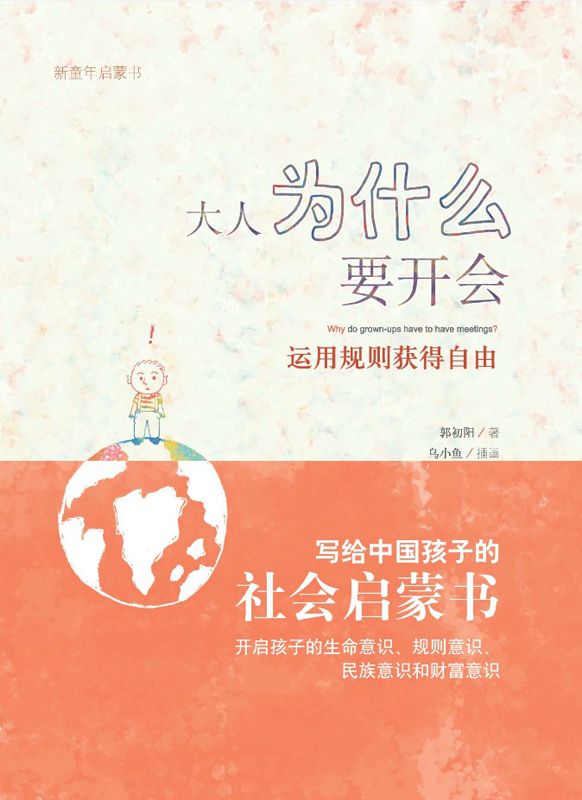 新童年启蒙书
大人为什么
要开会
Why do grown-ups have to have meetings?
运用规则获得自由
!
郭初阳/著
乌小鱼/插画
写给中国孩子的
社会启蒙书
开启孩子的生命意识、规则意识、
民族意识和财富意识